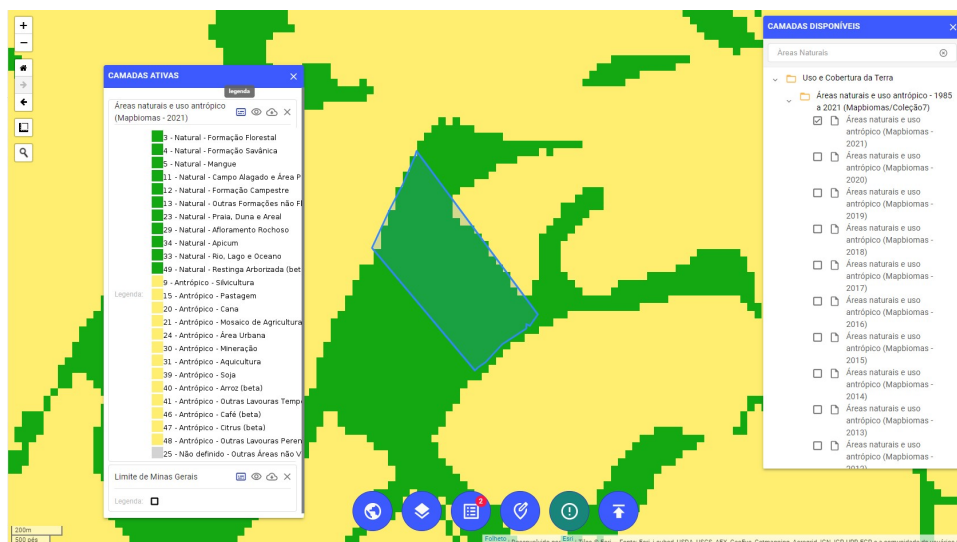 +
−
CAMADAS ATIVAS
×
legenda
Áreas naturais e uso antrópico
(Mapbiomas - 2021)
3 - Natural - Formação Florestal
4 - Natural - Formação Savânica
5 - Natural - Mangue
11 - Natural - Campo Alagado e Área P
12 - Natural - Formação Campestre
13 - Natural - Outras Formações não Fl
23 - Natural - Praia, Duna e Areal
29 - Natural - Afloramento Rochoso
34 - Natural - Apicum
33 - Natural - Rio, Lago e Oceano
49 - Natural - Restinga Arborizada (bet
Legenda:
9 - Antrópico - Silvicultura
15 - Antrópico - Pastagem
20 - Antrópico - Cana
21 - Antrópico - Mosaico de Agricultura
24 - Antrópico - Área Urbana
30 - Antrópico - Mineração
31 - Antrópico - Aquicultura
39 - Antrópico - Soja
40 - Antrópico - Arroz (beta)
41 - Antrópico - Outras Lavouras Temp
46 - Antrópico - Café (beta)
47 - Antrópico - Citrus (beta)
48 - Antrópico - Outras Lavouras Peren
25 - Não definido - Outras Áreas não V
Limite de Minas Gerais
Legenda:
2
200m
500 pés
CAMADAS DISPONÍVEIS
×
Áreas Naturais
Uso e Cobertura da Terra
Áreas naturais e uso antrópico - 1985
a 2021 (Mapbiomas/Coleção7)
Áreas naturais e uso
antrópico (Mapbiomas -
2021)
Áreas naturais e uso
antrópico (Mapbiomas -
2020)
Áreas naturais e uso
antrópico (Mapbiomas -
2019)
Áreas naturais e uso
antrópico (Mapbiomas -
2018)
Áreas naturais e uso
antrópico (Mapbiomas -
2017)
Áreas naturais e uso
antrópico (Mapbiomas -
2016)
Áreas naturais e uso
antrópico (Mapbiomas -
2015)
Áreas naturais e uso
antrópico (Mapbiomas -
2014)
Áreas naturais e uso
antrópico (Mapbiomas -
2013)
Áreas naturais e uso
antrópico (Mapbiomas -
2012)
Folheto
Esri